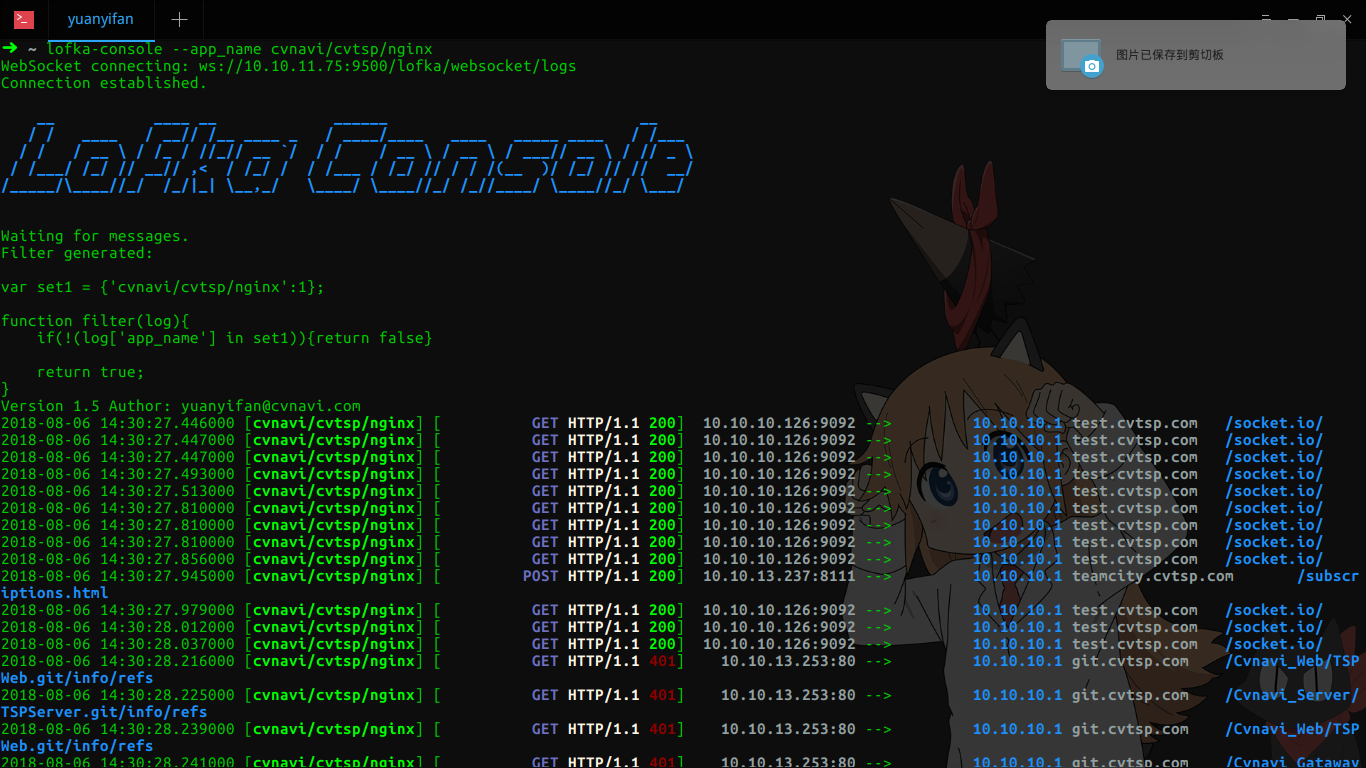 yuanyifan
图片已保存到剪切板
➜ ~ lofka-console --app_name cvnavi/cvtsp/nginx
WebSocket connecting: ws://10.10.11.75:9500/lofka/websocket/logs
Connection established.
Lofka Console
Waiting for messages.
Filter generated:
var set1 = {'cvnavi/cvtsp/nginx':1};
function filter(log){
    if(!(log['app_name'] in set1)){return false}
    return true;
}
Version 1.5 Author: yuanyifan@cvnavi.com
2018-08-06 14:30:27.446000 [cvnavi/cvtsp/nginx] [ GET HTTP/1.1 200] 10.10.10.126:9092 --> 10.10.10.1 test.cvtsp.com /socket.io/
2018-08-06 14:30:27.447000 [cvnavi/cvtsp/nginx] [ GET HTTP/1.1 200] 10.10.10.126:9092 --> 10.10.10.1 test.cvtsp.com /socket.io/
2018-08-06 14:30:27.447000 [cvnavi/cvtsp/nginx] [ GET HTTP/1.1 200] 10.10.10.126:9092 --> 10.10.10.1 test.cvtsp.com /socket.io/
2018-08-06 14:30:27.493000 [cvnavi/cvtsp/nginx] [ GET HTTP/1.1 200] 10.10.10.126:9092 --> 10.10.10.1 test.cvtsp.com /socket.io/
2018-08-06 14:30:27.513000 [cvnavi/cvtsp/nginx] [ GET HTTP/1.1 200] 10.10.10.126:9092 --> 10.10.10.1 test.cvtsp.com /socket.io/
2018-08-06 14:30:27.810000 [cvnavi/cvtsp/nginx] [ GET HTTP/1.1 200] 10.10.10.126:9092 --> 10.10.10.1 test.cvtsp.com /socket.io/
2018-08-06 14:30:27.810000 [cvnavi/cvtsp/nginx] [ GET HTTP/1.1 200] 10.10.10.126:9092 --> 10.10.10.1 test.cvtsp.com /socket.io/
2018-08-06 14:30:27.810000 [cvnavi/cvtsp/nginx] [ GET HTTP/1.1 200] 10.10.10.126:9092 --> 10.10.10.1 test.cvtsp.com /socket.io/
2018-08-06 14:30:27.856000 [cvnavi/cvtsp/nginx] [ GET HTTP/1.1 200] 10.10.10.126:9092 --> 10.10.10.1 test.cvtsp.com /socket.io/
2018-08-06 14:30:27.945000 [cvnavi/cvtsp/nginx] [ POST HTTP/1.1 200] 10.10.13.237:8111 --> 10.10.10.1 teamcity.cvtsp.com /subscr
iptions.html
2018-08-06 14:30:27.979000 [cvnavi/cvtsp/nginx] [ GET HTTP/1.1 200] 10.10.10.126:9092 --> 10.10.10.1 test.cvtsp.com /socket.io/
2018-08-06 14:30:28.012000 [cvnavi/cvtsp/nginx] [ GET HTTP/1.1 200] 10.10.10.126:9092 --> 10.10.10.1 test.cvtsp.com /socket.io/
2018-08-06 14:30:28.037000 [cvnavi/cvtsp/nginx] [ GET HTTP/1.1 200] 10.10.10.126:9092 --> 10.10.10.1 test.cvtsp.com /socket.io/
2018-08-06 14:30:28.216000 [cvnavi/cvtsp/nginx] [ GET HTTP/1.1 401] 10.10.13.253:80 --> 10.10.10.1 git.cvtsp.com /Cvnavi_Web/TSP
Web.git/info/refs
2018-08-06 14:30:28.225000 [cvnavi/cvtsp/nginx] [ GET HTTP/1.1 401] 10.10.13.253:80 --> 10.10.10.1 git.cvtsp.com /Cvnavi_Server/
TSPServer.git/info/refs
2018-08-06 14:30:28.239000 [cvnavi/cvtsp/nginx] [ GET HTTP/1.1 401] 10.10.13.253:80 --> 10.10.10.1 git.cvtsp.com /Cvnavi_Web/TSP
Web.git/info/refs
2018-08-06 14:30:28.241000 [cvnavi/cvtsp/nginx] [ GET HTTP/1.1 401] 10.10.13.253:80 --> 10.10.10.1 git.cvtsp.com /Cvnavi_Gataway